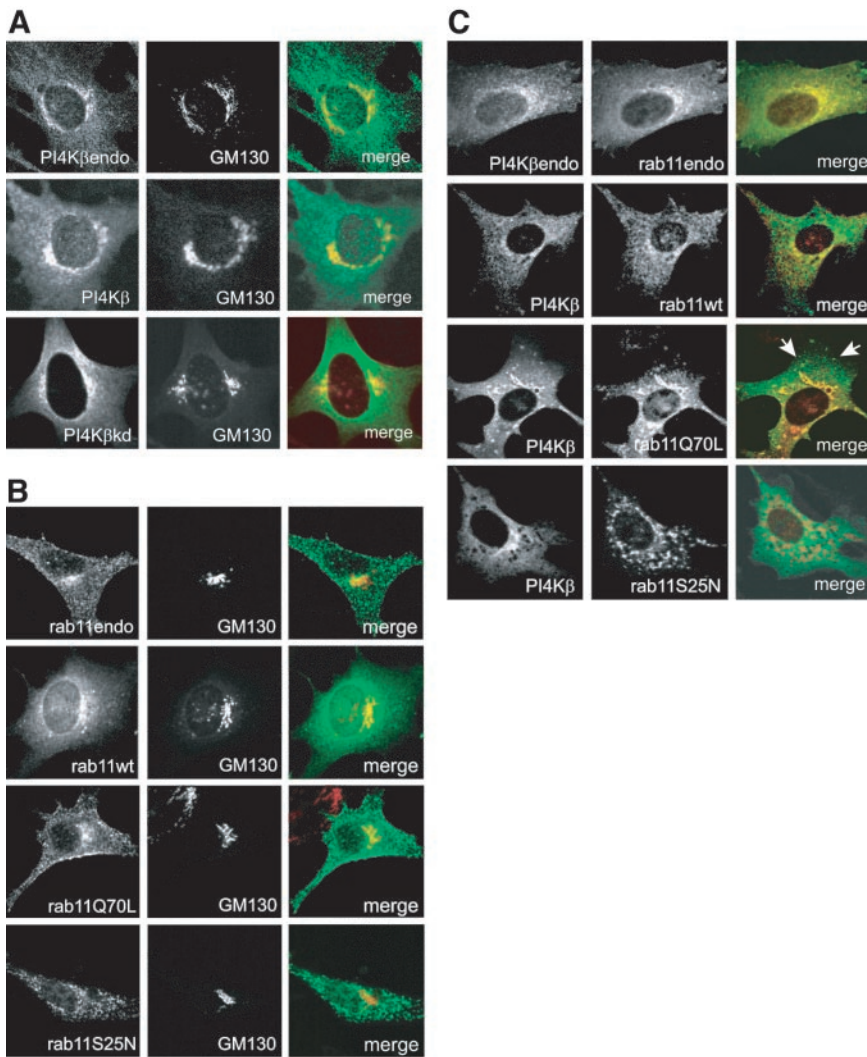 A
PI4Kβendo GM130 merge
PI4Kβ GM130 merge
PI4Kβkd GM130 merge
B
rab11endo GM130 merge
rab11wt GM130 merge
rab11Q70L GM130 merge
rab11S25N GM130 merge
C
PI4Kβendo rab11endo merge
PI4Kβ rab11wt merge
PI4Kβ rab11Q70L merge
PI4Kβ rab11S25N merge